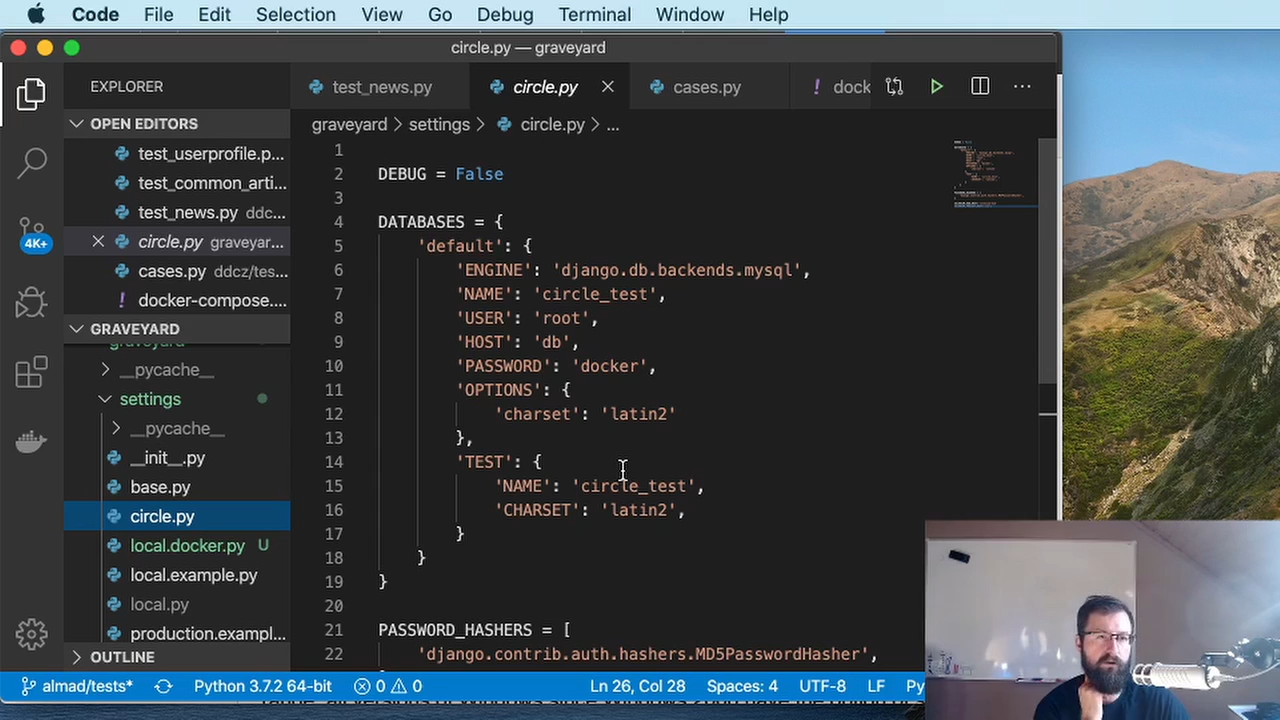 Code File Edit Selection View Go Debug Terminal Window Help
circle.py — graveyard
EXPLORER
test_news.py circle.py cases.py ! dock
OPEN EDITORS
graveyard > settings > circle.py > ...
test_userprofile.p...
test_common_arti...
test_news.py ddc...
circle.py graveyar...
cases.py ddcz/tes...
! docker-compose....
4K+
GRAVEYARD
__pycache__
settings
__pycache__
__init__.py
base.py
circle.py
local.docker.py U
local.example.py
local.py
production.exampl...
OUTLINE
1
2 DEBUG = False
3
4 DATABASES = {
5 'default': {
6 'ENGINE': 'django.db.backends.mysql',
7 'NAME': 'circle_test',
8 'USER': 'root',
9 'HOST': 'db',
10 'PASSWORD': 'docker',
11 'OPTIONS': {
12 'charset': 'latin2'
13 },
14 'TEST': {
15 'NAME': 'circle_test',
16 'CHARSET': 'latin2',
17 }
18 }
19 }
20
21 PASSWORD_HASHERS = [
22 'django.contrib.auth.hashers.MD5PasswordHasher',
almad/tests* Python 3.7.2 64-bit 0 0 Ln 26, Col 28 Spaces: 4 UTF-8 LF Py